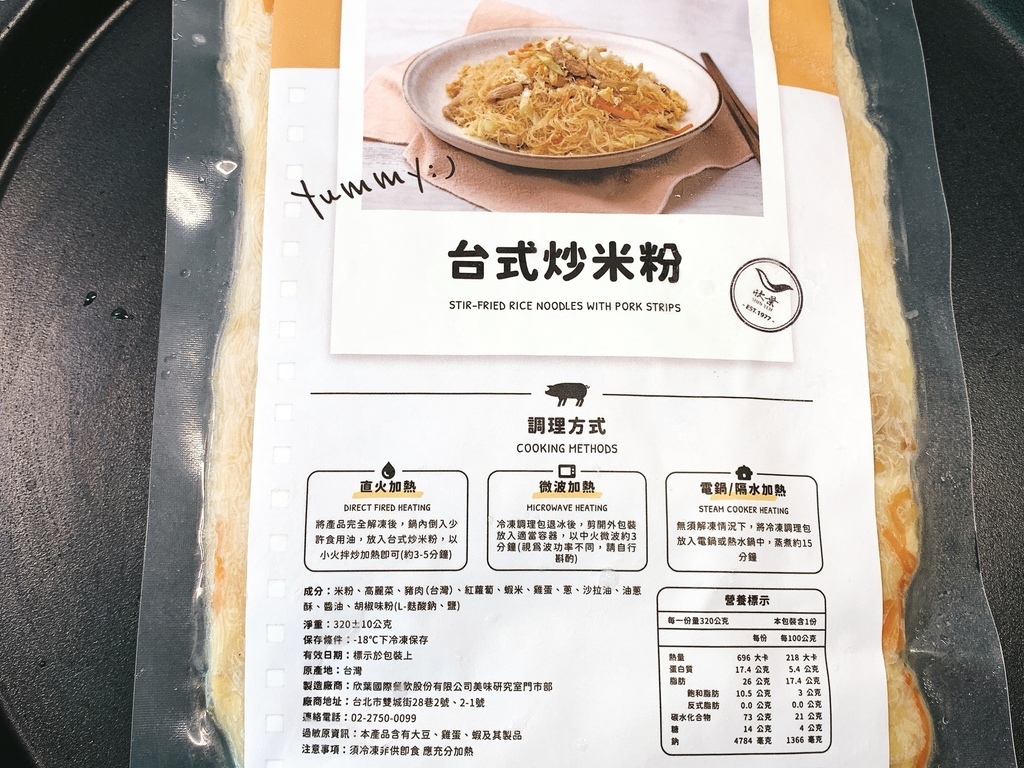 yummy:)
台式炒米粉
STIR-FRIED RICE NOODLES WITH PORK STRIPS
欣葉
SHIN YEH
EST.1977
調理方式
COOKING METHODS
直火加熱
DIRECT FIRED HEATING
將產品完全解凍後，鍋內倒入少
許食用油，放入台式炒米粉，以
小火拌炒加熱即可(約3-5分鐘)
微波加熱
MICROWAVE HEATING
冷凍調理包退冰後，剪開外包裝
放入適當容器，以中火微波約3
分鐘(視為波功率不同，請自行
斟酌)
電鍋/隔水加熱
STEAM COOKER HEATING
無須解凍情況下，將冷凍調理包
放入電鍋或熱水鍋中，蒸煮約15
分鐘
成分：米粉、高麗菜、豬肉(台灣)、紅蘿蔔、蝦米、雞蛋、蔥、沙拉油、油蔥
酥、醬油、胡椒味粉(L-麩酸鈉、鹽)
淨重：320±10公克
保存條件：-18℃下冷凍保存
有效日期：標示於包裝上
原產地：台灣
製造廠商：欣葉國際餐飲股份有限公司美味研究室門市部
廠商地址：台北市雙城街28巷2號、2-1號
連絡電話：02-2750-0099
過敏原資訊：本產品含有大豆、雞蛋、蝦及其製品
注意事項：須冷凍非供即食 應充分加熱
營養標示
每一份量320公克 本包裝含1份
每份 每100公克
熱量 696 大卡 218 大卡
蛋白質 17.4 公克 5.4 公克
脂肪 26 公克 17.4 公克
飽和脂肪 10.5 公克 3 公克
反式脂肪 0.0 公克 0.0 公克
碳水化合物 73 公克 21 公克
糖 14 公克 4 公克
鈉 4784 毫克 1366 毫克